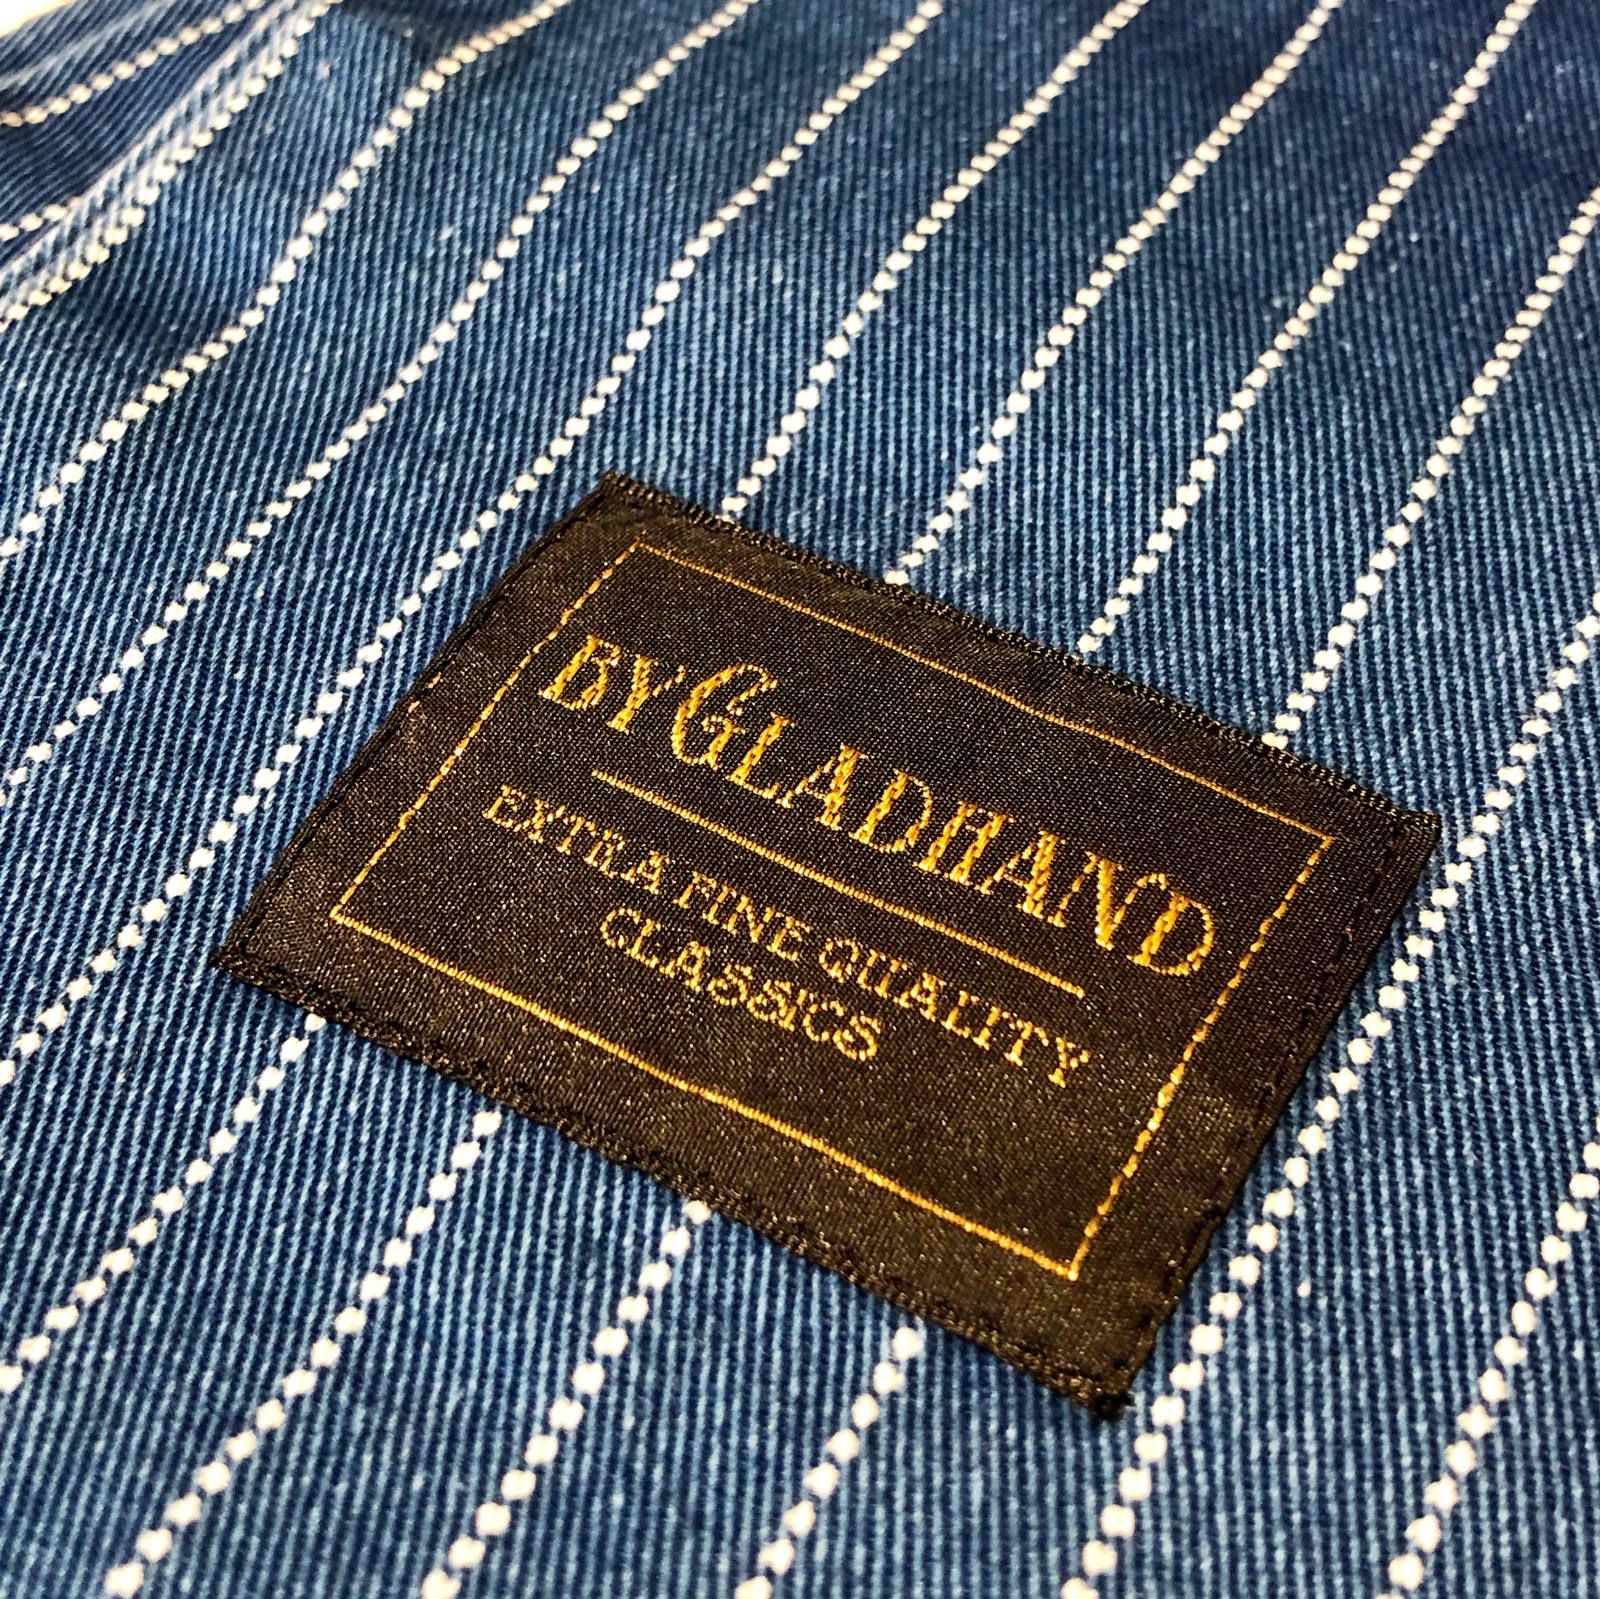 BY GLADHAND
EXTRA FINE QUALITY
CLASSICS